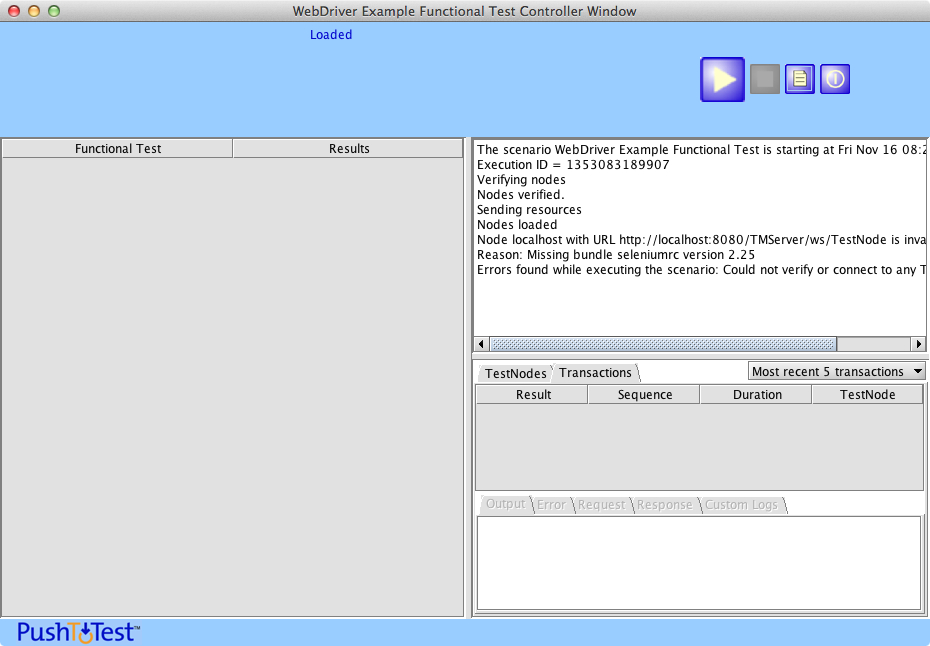 WebDriver Example Functional Test Controller Window
Loaded
Functional Test Results
The scenario WebDriver Example Functional Test is starting at Fri Nov 16 08:2
Execution ID = 1353083189907
Verifying nodes
Nodes verified.
Sending resources
Nodes loaded
Node localhost with URL http://localhost:8080/TMServer/ws/TestNode is inva
Reason: Missing bundle seleniumrc version 2.25
Errors found while executing the scenario: Could not verify or connect to any T
TestNodes Transactions Most recent 5 transactions
Result Sequence Duration TestNode
Output Error Request Response Custom Logs
PushToTest™